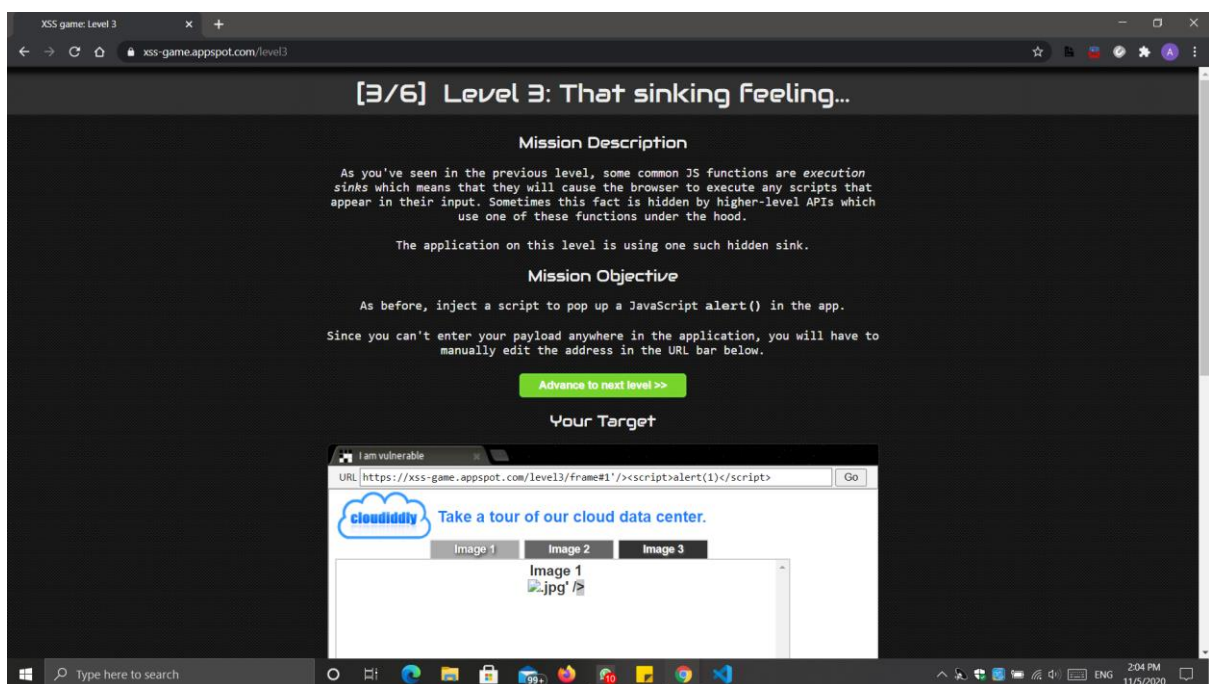 XSS game: Level 3
xss-game.appspot.com/level3
A
[3/6] Level 3: That sinking feeling...
Mission Description
As you've seen in the previous level, some common JS functions are execution
sinks which means that they will cause the browser to execute any scripts that
appear in their input. Sometimes this fact is hidden by higher-level APIs which
use one of these functions under the hood.
The application on this level is using one such hidden sink.
Mission Objective
As before, inject a script to pop up a JavaScript alert() in the app.
Since you can't enter your payload anywhere in the application, you will have to
manually edit the address in the URL bar below.
Advance to next level >>
Your Target
I am vulnerable
URL https://xss-game.appspot.com/level3/frame#1'/><script>alert(1)</script> Go
cloudiddly Take a tour of our cloud data center.
Image 1 Image 2 Image 3
Image 1
.jpg' />
Type here to search 99+ 10 ENG 2:04 PM
11/5/2020